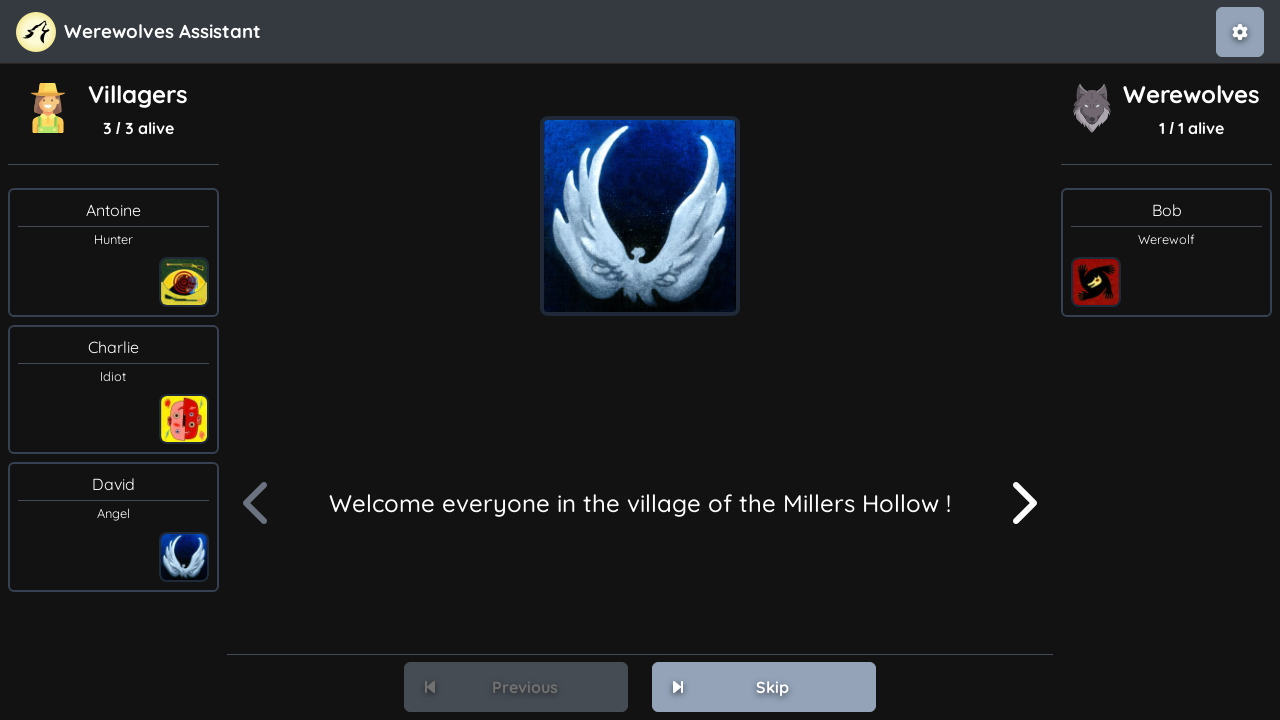 Werewolves Assistant
Villagers
3 / 3 alive
Antoine
Hunter
Charlie
Idiot
David
Angel
Welcome everyone in the village of the Millers Hollow !
Previous
Skip
Werewolves
1 / 1 alive
Bob
Werewolf